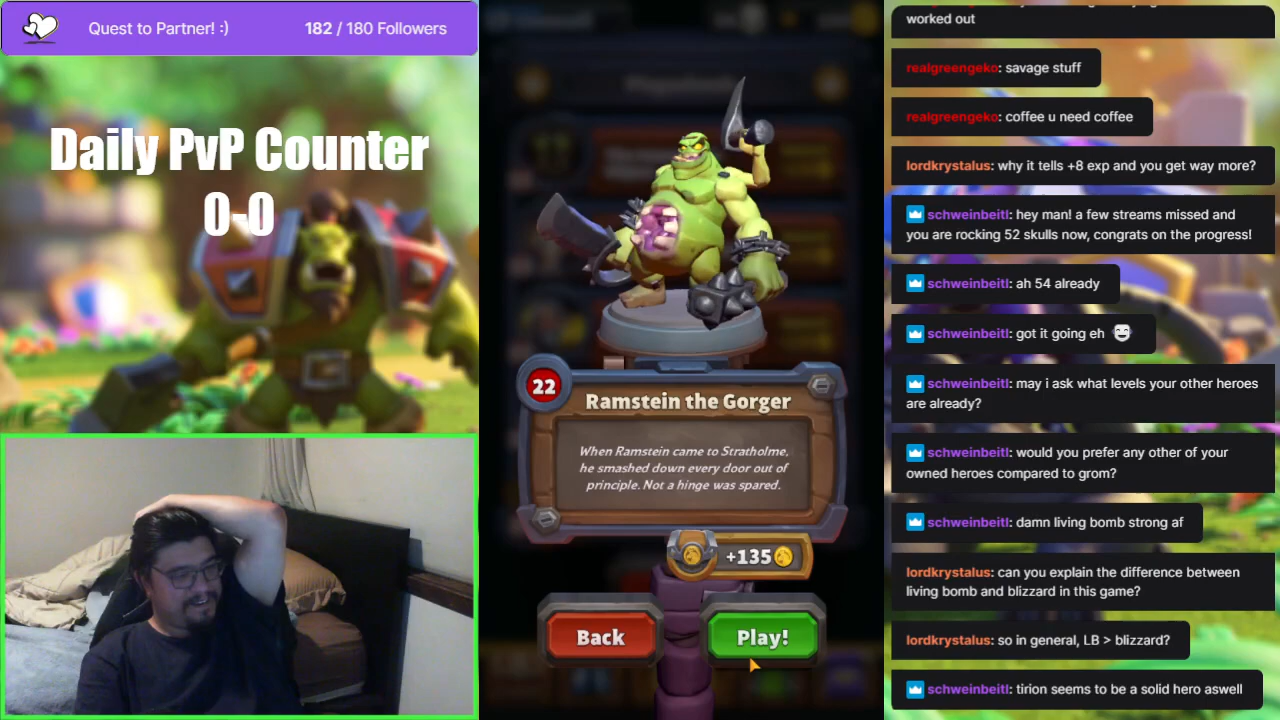 Quest to Partner! :)
182 / 180 Followers
Daily PvP Counter
0-0
22
Ramstein the Gorger
When Ramstein came to Stratholme,
he smashed down every door out of
principle. Not a hinge was spared.
+135
Back
Play!
worked out
realgreengeko: savage stuff
realgreengeko: coffee u need coffee
lordkrystalus: why it tells +8 exp and you get way more?
schweinbeitl: hey man! a few streams missed and
you are rocking 52 skulls now, congrats on the progress!
schweinbeitl: ah 54 already
schweinbeitl: got it going eh
schweinbeitl: may i ask what levels your other heroes
are already?
schweinbeitl: would you prefer any other of your
owned heroes compared to grom?
schweinbeitl: damn living bomb strong af
lordkrystalus: can you explain the difference between
living bomb and blizzard in this game?
lordkrystalus: so in general, LB > blizzard?
schweinbeitl: tirion seems to be a solid hero aswell